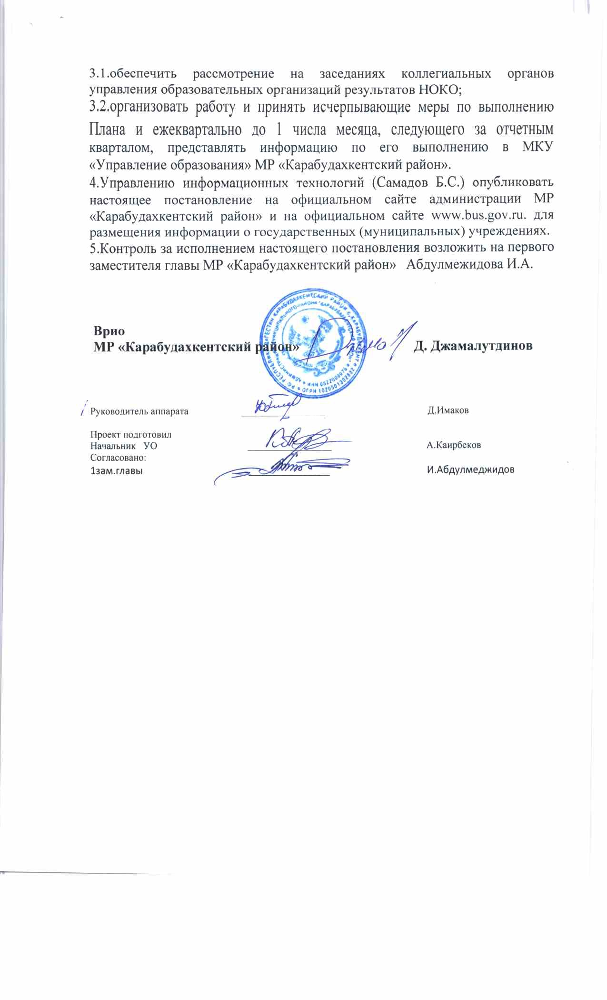 3.1.обеспечить рассмотрение на заседаниях коллегиальных органов
управления образовательных организаций результатов НОКО;
3.2.организовать работу и принять исчерпывающие меры по выполнению
Плана и ежеквартально до 1 числа месяца, следующего за отчетным
кварталом, представлять информацию по его выполнению в МКУ
«Управление образования» МР «Карабудахкентский район».
4.Управлению информационных технологий (Самадов Б.С.) опубликовать
настоящее постановление на официальном сайте администрации МР
«Карабудахкентский район» и на официальном сайте www.bus.gov.ru. для
размещения информации о государственных (муниципальных) учреждениях.
5.Контроль за исполнением настоящего постановления возложить на первого
заместителя главы МР «Карабудахкентский район» Абдулмежидова И.А.
Врио
МР «Карабудахкентский район» Д. Джамалутдинов
РФ РЕСПУБЛИКА ДАГЕСТАН КАРАБУДАХКЕНТСКИЙ РАЙОН С.КАРАБУДАХКЕНТ
ОГРН 1020501302832
АДМИНИСТРАЦИЯ МУНИЦИПАЛЬНОГО РАЙОНА "КАРАБУДАХКЕНТСКИЙ РАЙОН"
ИНН 0522009076
Руководитель аппарата Д.Имаков
Проект подготовил
Начальник УО А.Каирбеков
Согласовано:
1зам.главы И.Абдулмеджидов